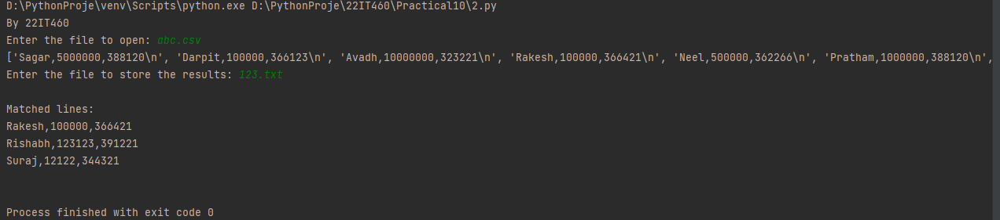 D:\PythonProje\venv\Scripts\python.exe D:\PythonProje\22IT460\Practical10\2.py
By 22IT460
Enter the file to open: abc.csv
['Sagar,5000000,388120\n', 'Darpit,100000,366123\n', 'Avadh,10000000,323221\n', 'Rakesh,100000,366421\n', 'Neel,500000,362266\n', 'Pratham,1000000,388120\n',
Enter the file to store the results: 123.txt
Matched lines:
Rakesh,100000,366421
Rishabh,123123,391221
Suraj,12122,344321
Process finished with exit code 0